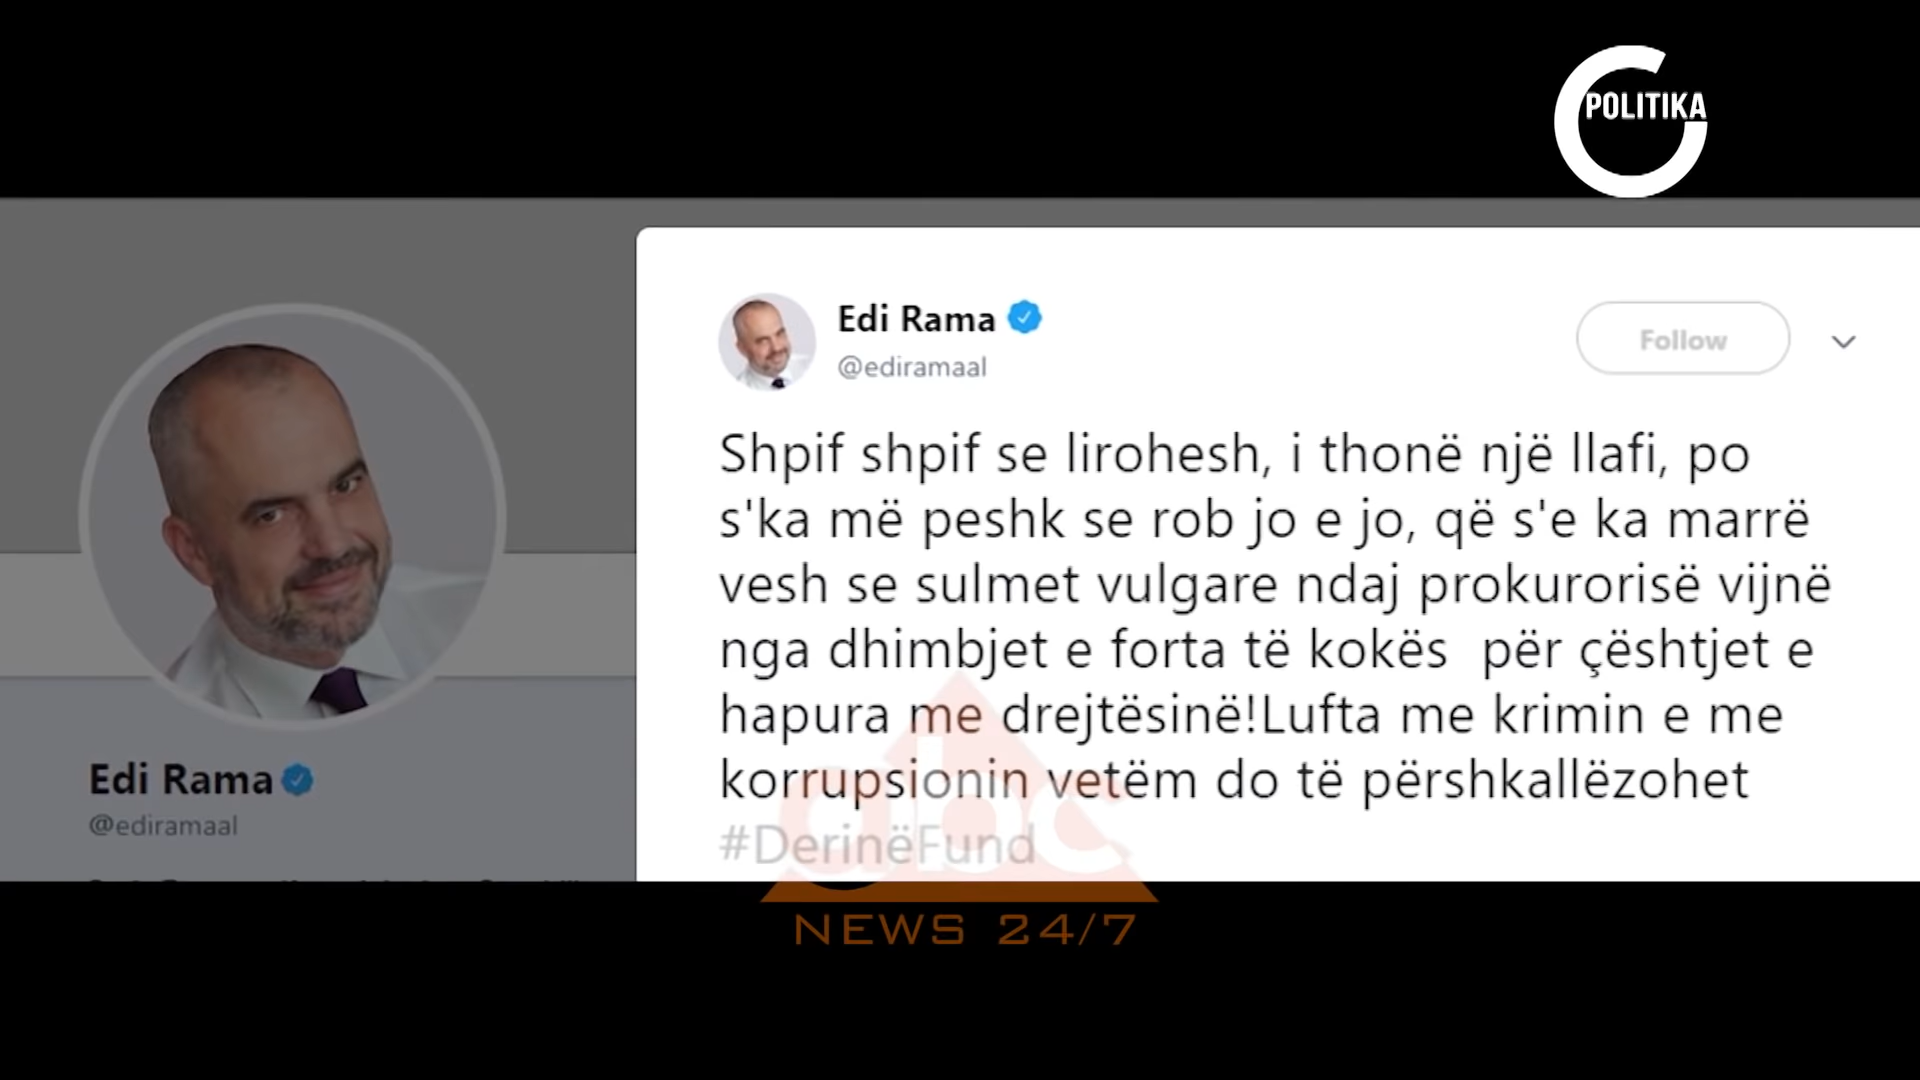 POLITIKA
Edi Rama
@ediramaal
Follow
Shpif shpif se lirohesh, i thonë një llafi, po
s'ka më peshk se rob jo e jo, që s'e ka marrë
vesh se sulmet vulgare ndaj prokurorisë vijnë
nga dhimbjet e forta të kokës  për çështjet e
hapura me drejtësinë!Lufta me krimin e me
korrupsionin vetëm do të përshkallëzohet
#DerinëFund
Edi Rama
@ediramaal
abc
NEWS 24/7